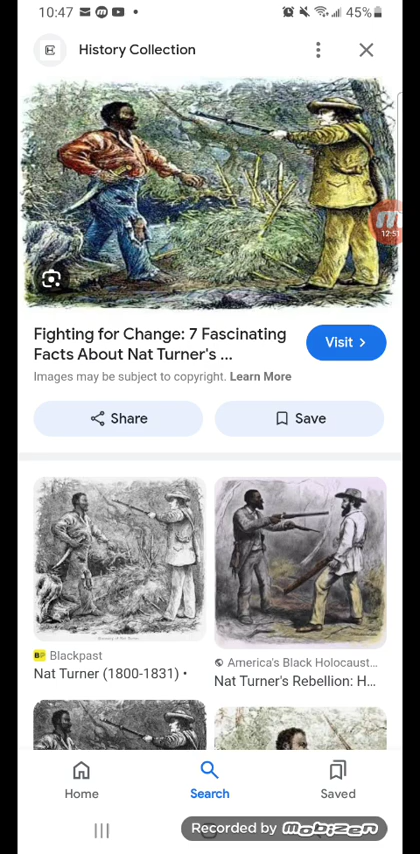 10:47
45%
History Collection
12:51
Fighting for Change: 7 Fascinating
Facts About Nat Turner's ...
Visit
Images may be subject to copyright. Learn More
Share
Save
Blackpast
Nat Turner (1800-1831) •
America's Black Holocaust...
Nat Turner's Rebellion: H...
Home
Search
Saved
Recorded by mobizen